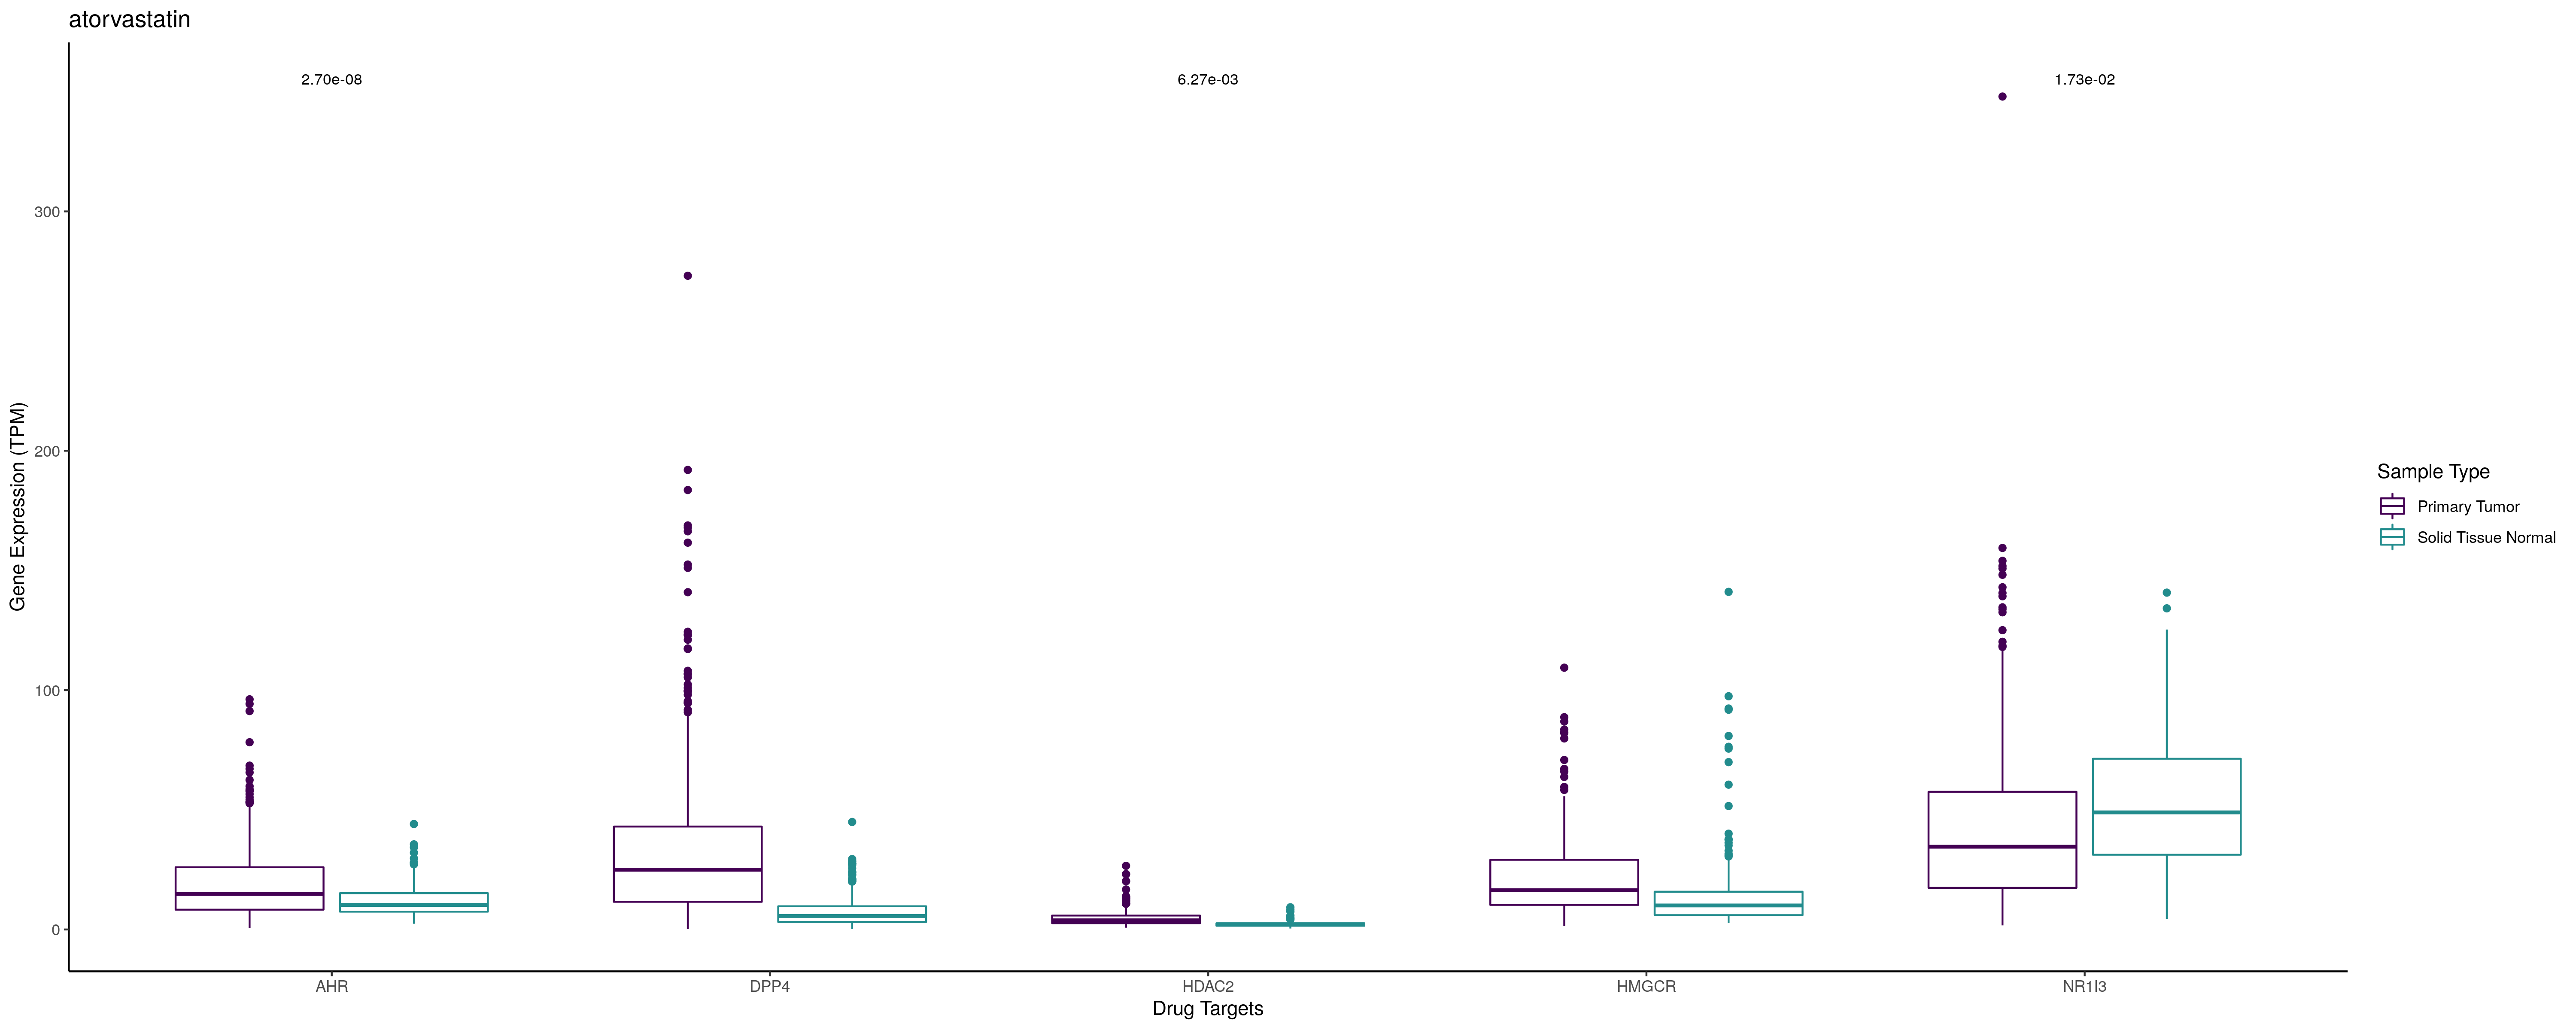 atorvastatin
2.70e-08
6.27e-03
1.73e-02
300
200
100
0
Gene Expression (TPM)
AHR
DPP4
HDAC2
HMGCR
NR1I3
Drug Targets
Sample Type
Primary Tumor
Solid Tissue Normal